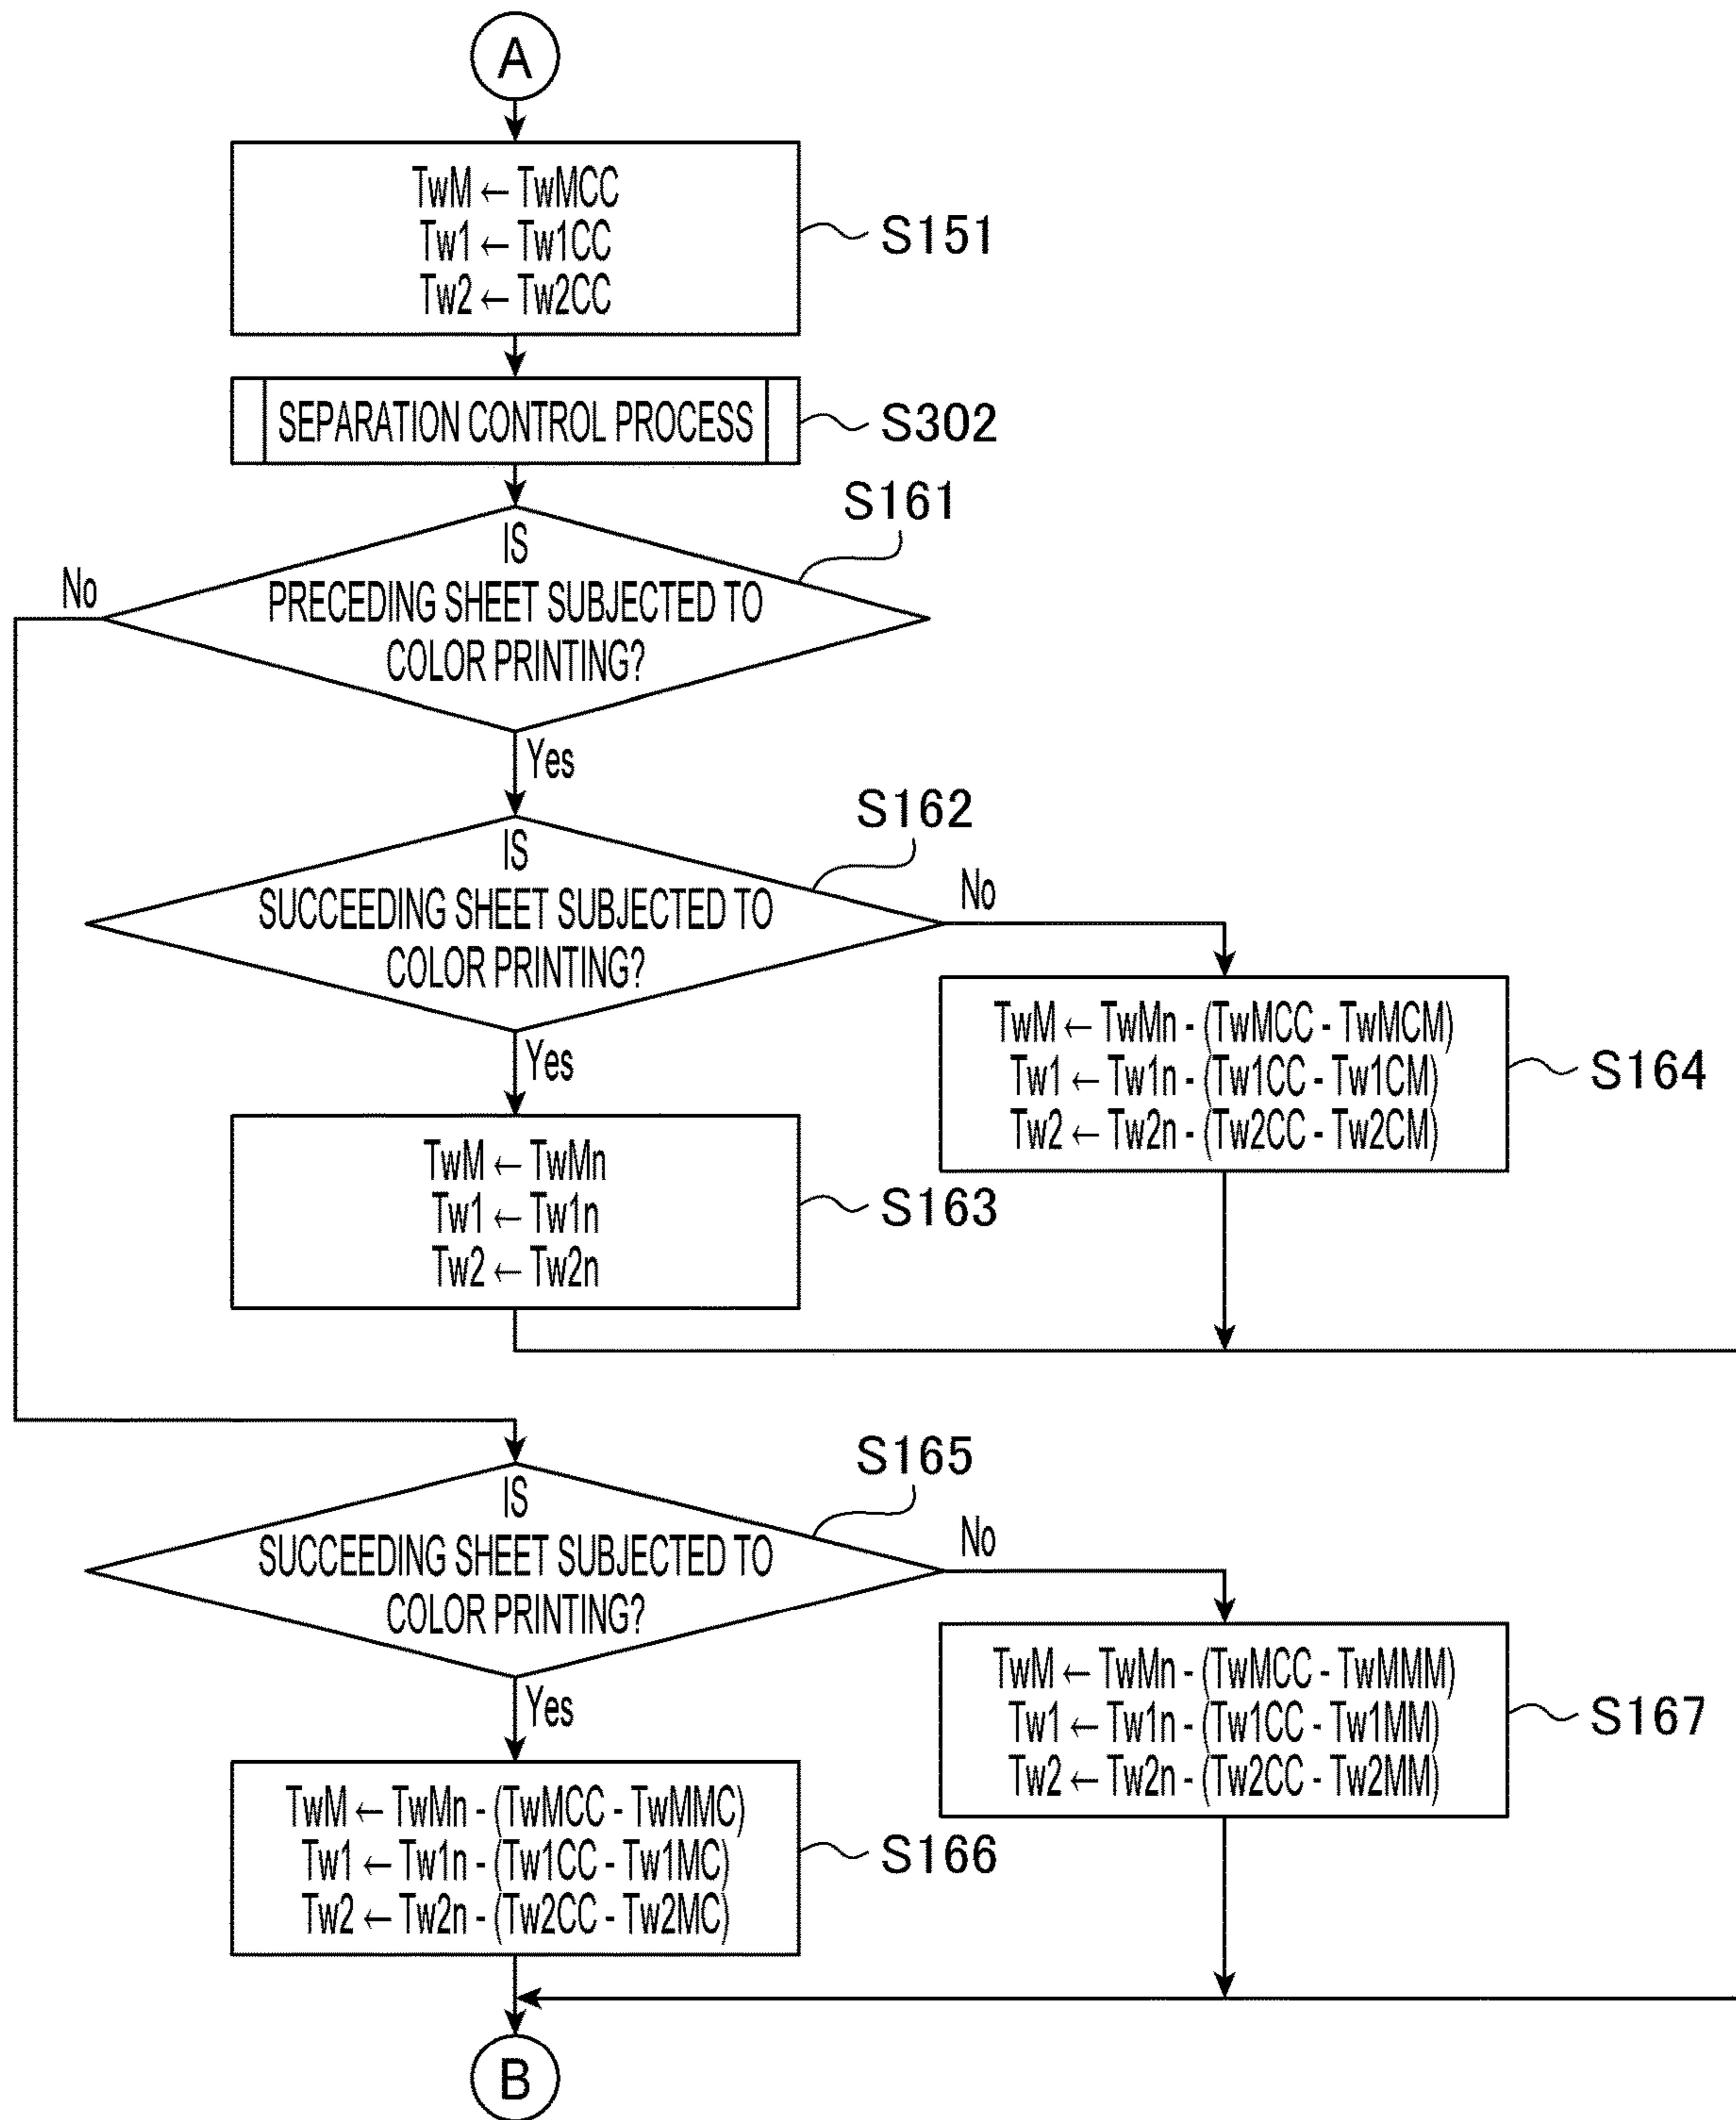 A
TwM ← TwMCC
Tw1 ← Tw1CC
Tw2 ← Tw2CC
S151
SEPARATION CONTROL PROCESS
S302
S161
IS
PRECEDING SHEET SUBJECTED TO
COLOR PRINTING?
No
Yes
S162
IS
SUCCEEDING SHEET SUBJECTED TO
COLOR PRINTING?
No
Yes
TwM ← TwMn - (TwMCC - TwMCM)
Tw1 ← Tw1n - (Tw1CC - Tw1CM)
Tw2 ← Tw2n - (Tw2CC - Tw2CM)
S164
TwM ← TwMn
Tw1 ← Tw1n
Tw2 ← Tw2n
S163
S165
IS
SUCCEEDING SHEET SUBJECTED TO
COLOR PRINTING?
No
Yes
TwM ← TwMn - (TwMCC - TwMMM)
Tw1 ← Tw1n - (Tw1CC - Tw1MM)
Tw2 ← Tw2n - (Tw2CC - Tw2MM)
S167
TwM ← TwMn - (TwMCC - TwMMC)
Tw1 ← Tw1n - (Tw1CC - Tw1MC)
Tw2 ← Tw2n - (Tw2CC - Tw2MC)
S166
B